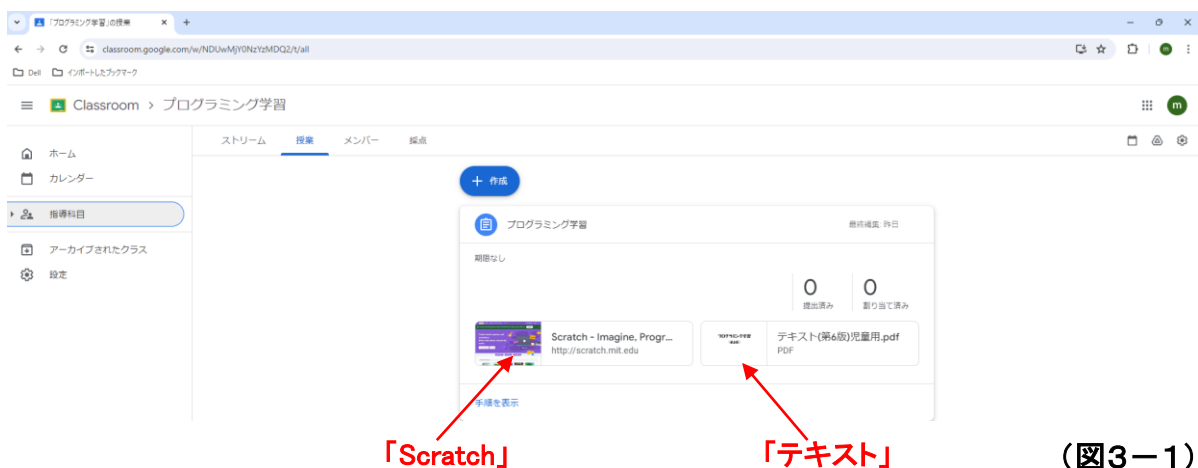 「プログラミング学習」の授業
classroom.google.com/w/NDUwMjY0NzYzMDQ2/t/all
Dell インポートしたブックマーク
Classroom > プログラミング学習
m
ストリーム 授業 メンバー 採点
ホーム
カレンダー
指導科目
アーカイブされたクラス
設定
+ 作成
プログラミング学習 最終編集: 昨日
期限なし
0 0
提出済み 割り当て済み
Scratch - Imagine, Progr... テキスト(第6版)児童用.pdf
http://scratch.mit.edu PDF
手順を表示
「Scratch」 「テキスト」 (図3-1)